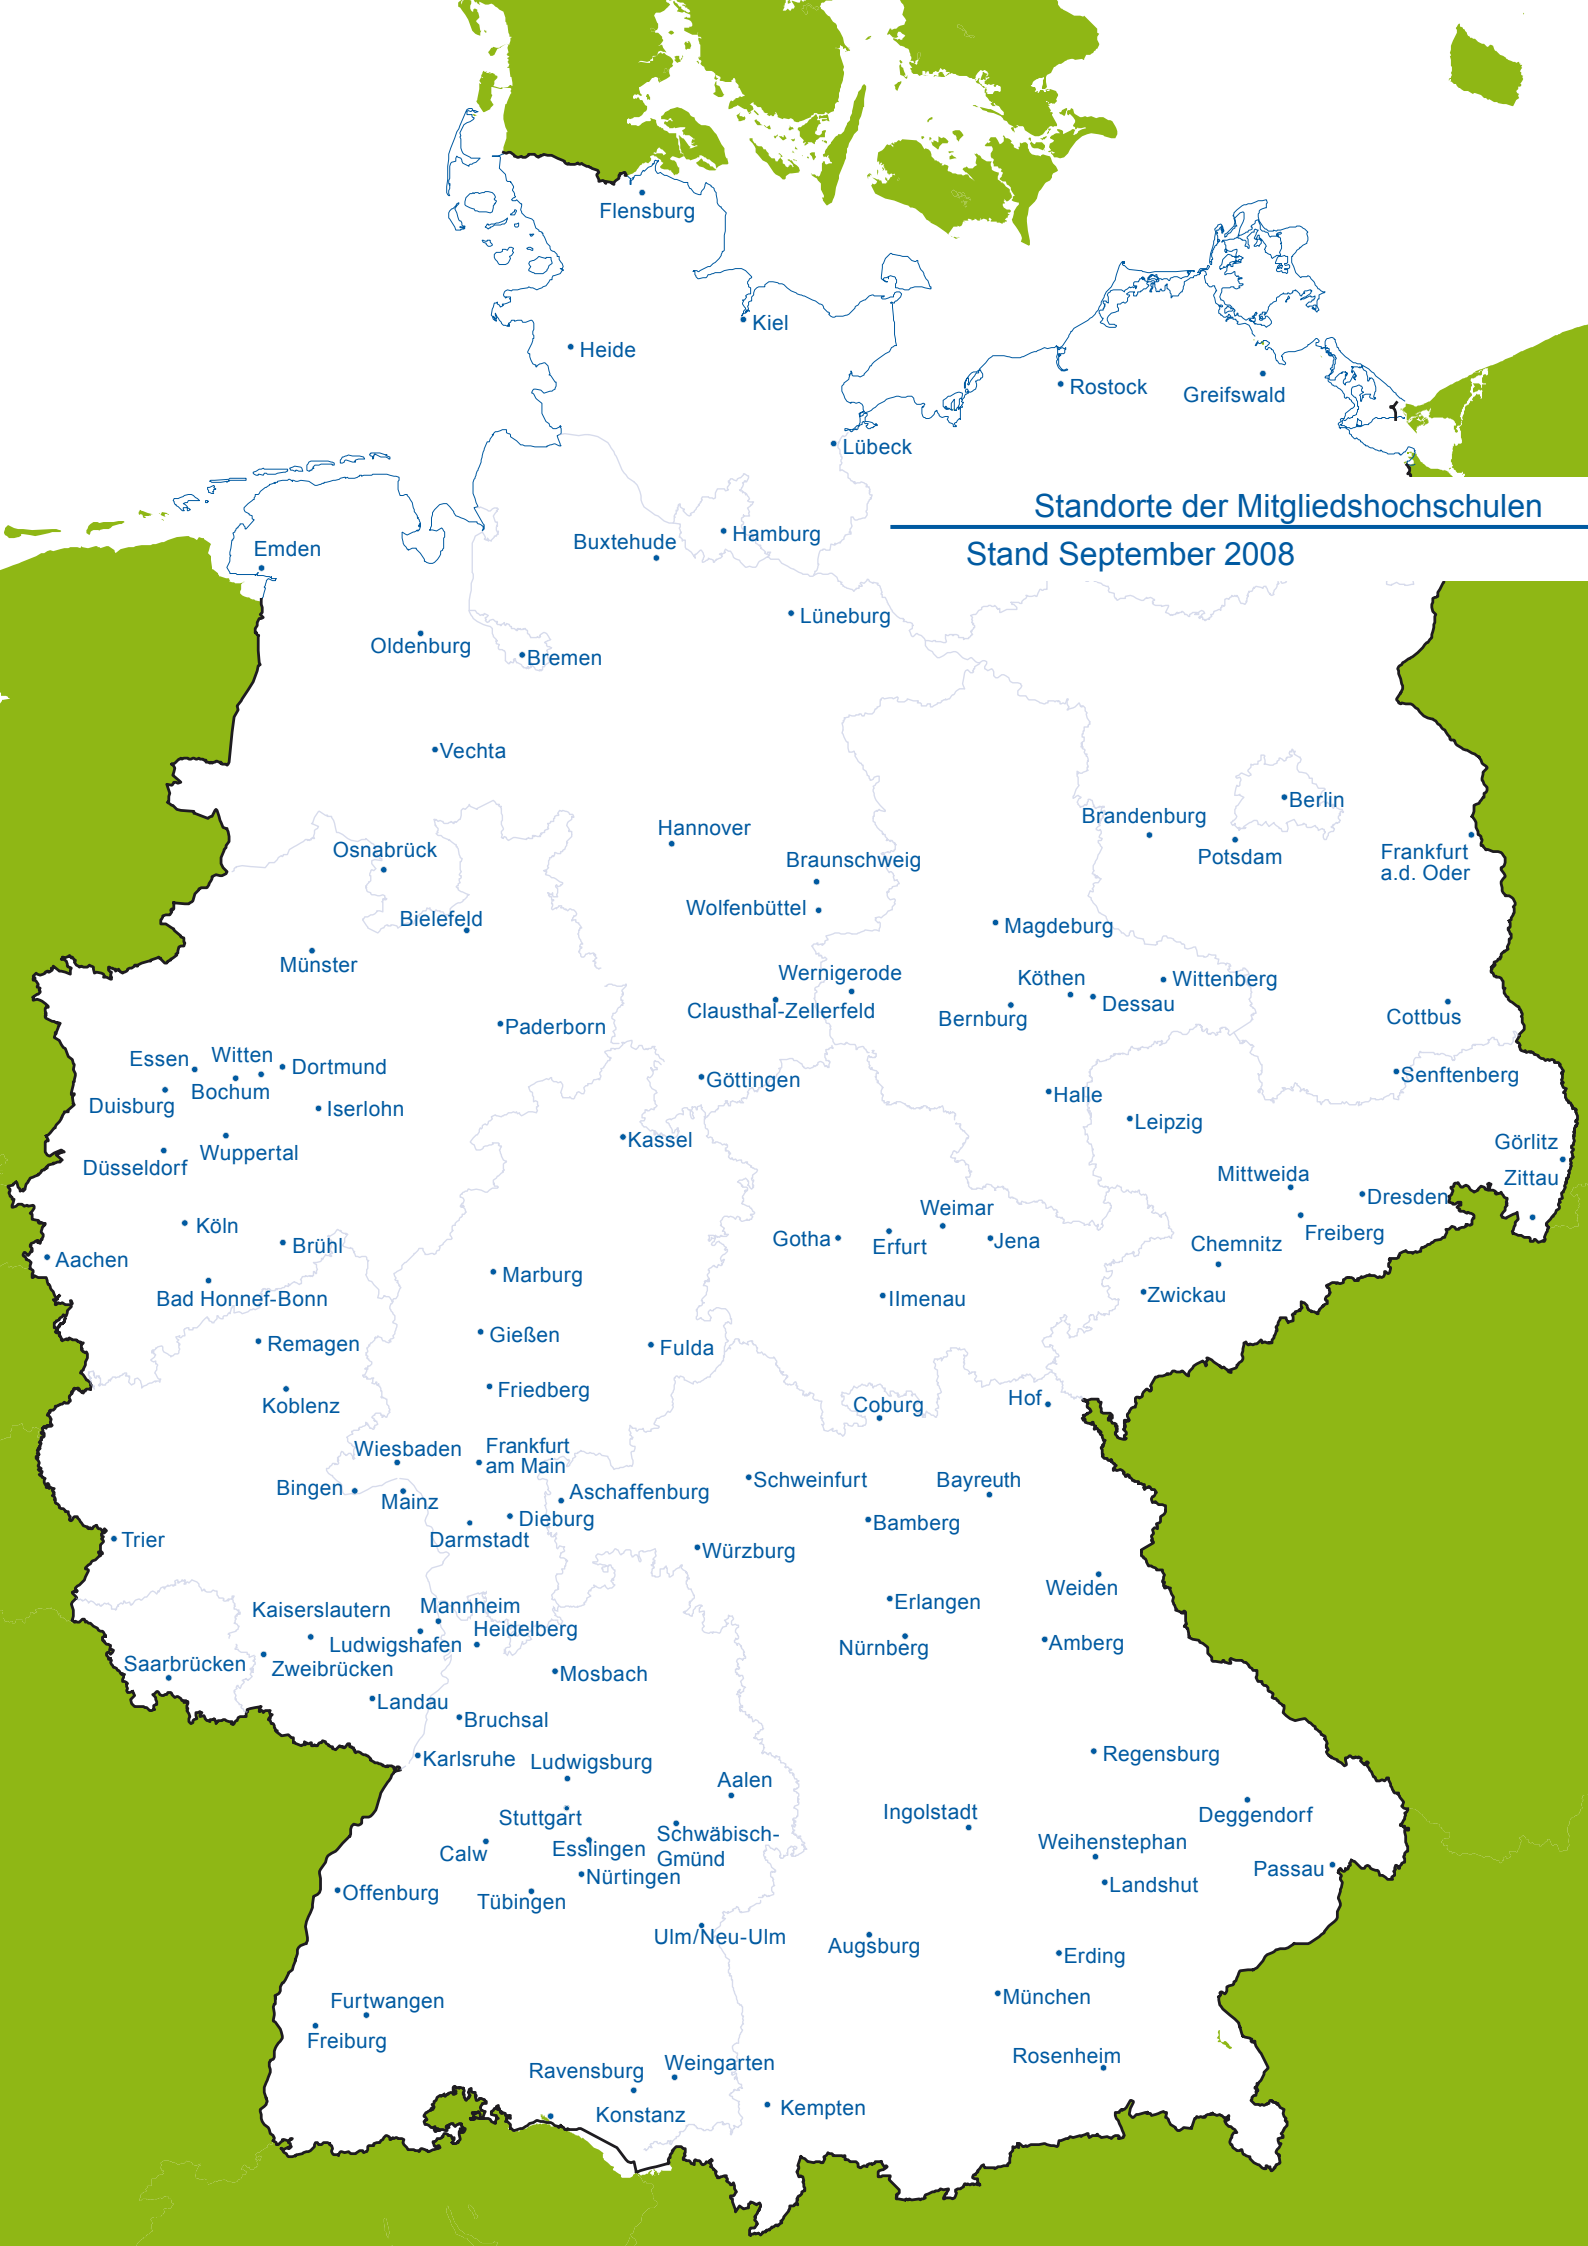 Flensburg
Kiel
Heide
Rostock
Greifswald
Lübeck
Standorte der Mitgliedshochschulen
Hamburg
Buxtehude
Emden
Stand September 2008
Lüneburg
Oldenburg
Bremen
Vechta
Berlin
Brandenburg
Hannover
Osnabrück
Braunschweig
Potsdam
Frankfurt
a.d. Oder
Wolfenbüttel
Bielefeld
Magdeburg
Münster
Wernigerode
Köthen
Wittenberg
Clausthal-Zellerfeld
Dessau
Bernburg
Cottbus
Paderborn
Essen
Witten
Dortmund
Göttingen
Senftenberg
Bochum
Halle
Duisburg
Iserlohn
Leipzig
Kassel
Görlitz
Wuppertal
Düsseldorf
Mittweida
Zittau
Dresden
Weimar
Köln
Freiberg
Gotha
Erfurt
Jena
Chemnitz
Brühl
Aachen
Marburg
Zwickau
Bad Honnef-Bonn
Ilmenau
Gießen
Remagen
Fulda
Friedberg
Hof
Koblenz
Coburg
Wiesbaden
Frankfurt
am Main
Schweinfurt
Bayreuth
Bingen
Aschaffenburg
Mainz
Dieburg
Bamberg
Trier
Darmstadt
Würzburg
Weiden
Erlangen
Kaiserslautern
Mannheim
Heidelberg
Ludwigshafen
Nürnberg
Amberg
Saarbrücken
Zweibrücken
Mosbach
Landau
Bruchsal
Regensburg
Karlsruhe
Ludwigsburg
Aalen
Ingolstadt
Deggendorf
Stuttgart
Schwäbisch-
Gmünd
Weihenstephan
Esslingen
Calw
Passau
Nürtingen
Landshut
Offenburg
Tübingen
Ulm/Neu-Ulm
Augsburg
Erding
München
Furtwangen
Freiburg
Rosenheim
Weingarten
Ravensburg
Kempten
Konstanz